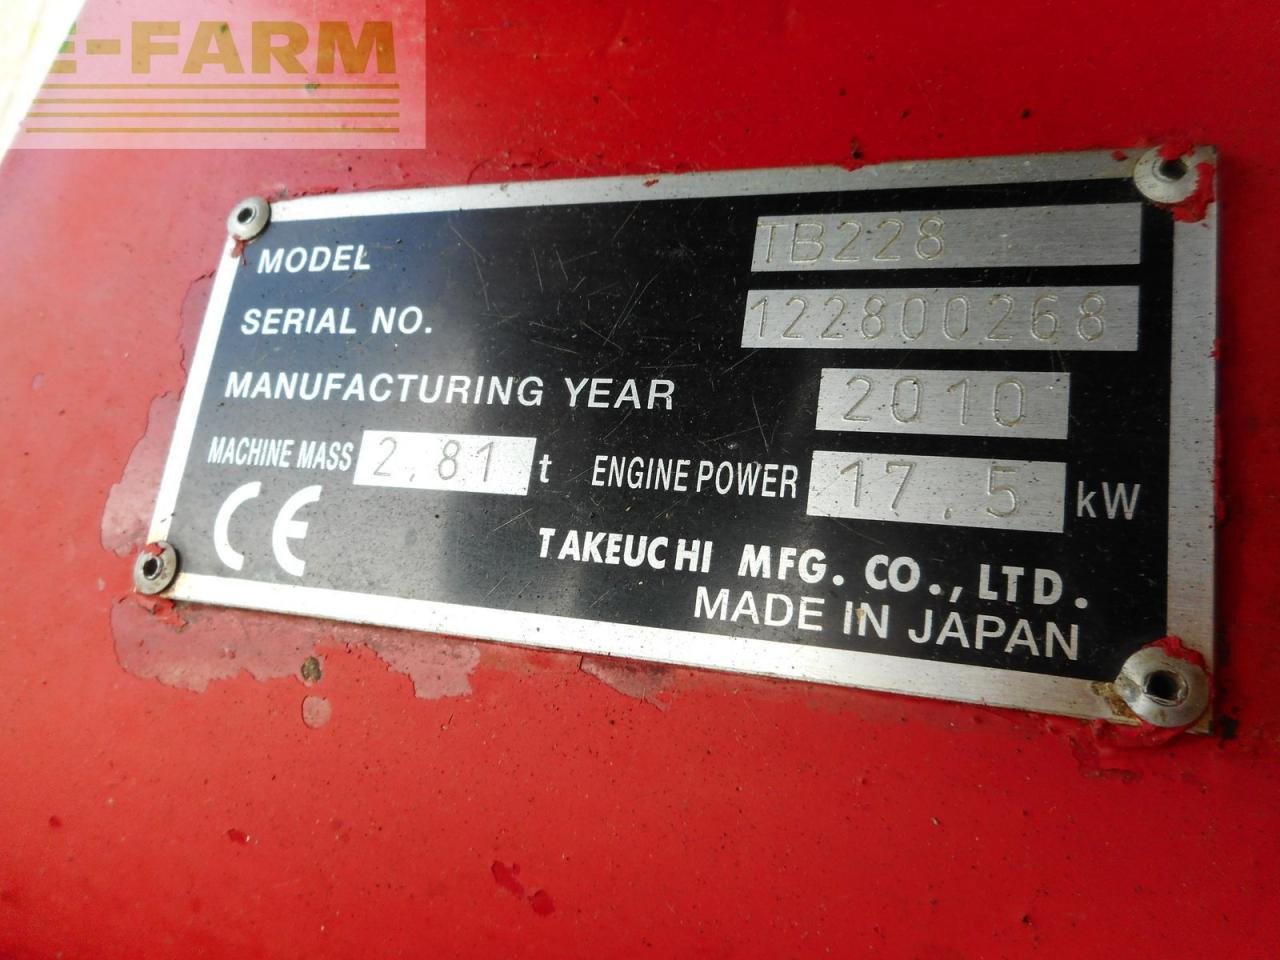 E-FARM
MODEL TB228
SERIAL NO. 122800268
MANUFACTURING YEAR 2010
MACHINE MASS 2.81 t ENGINE POWER 17.5 kW
CE TAKEUCHI MFG. CO., LTD.
MADE IN JAPAN